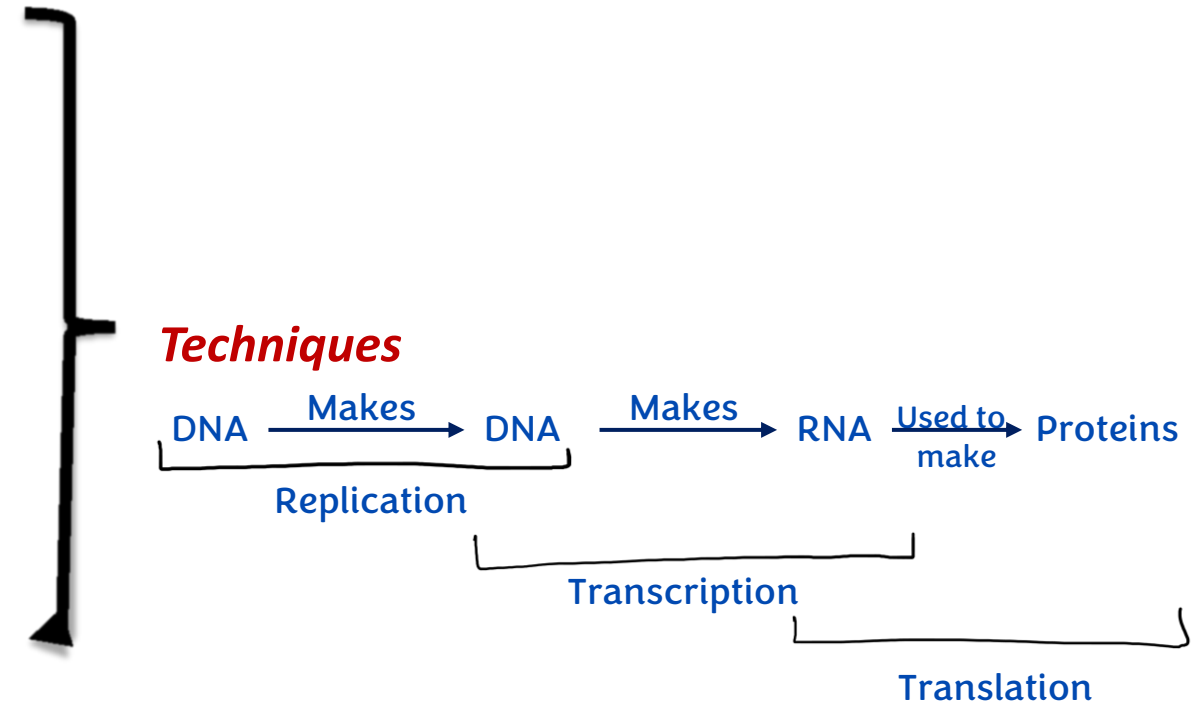 Techniques
DNA Makes DNA Makes RNA Used to make Proteins
Replication
Transcription
Translation